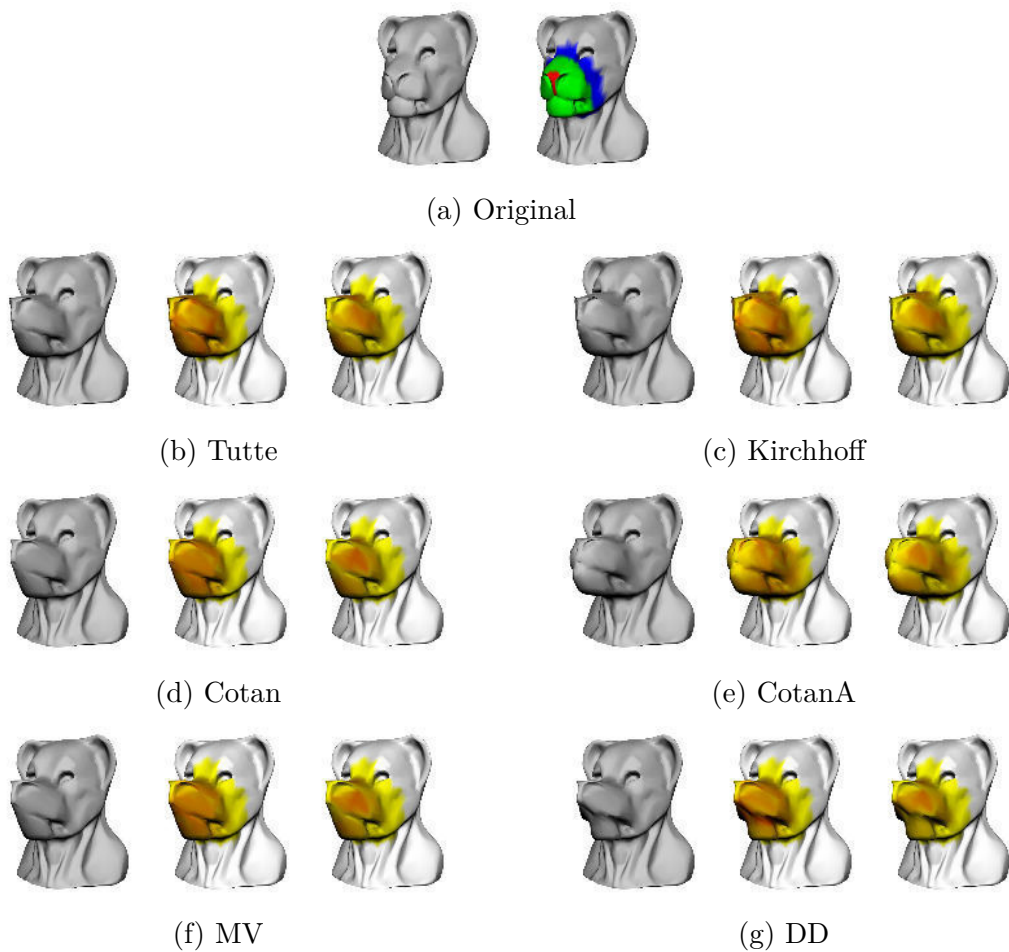 (a) Original
(b) Tutte
(c) Kirchhoff
(d) Cotan
(e) CotanA
(f) MV
(g) DD